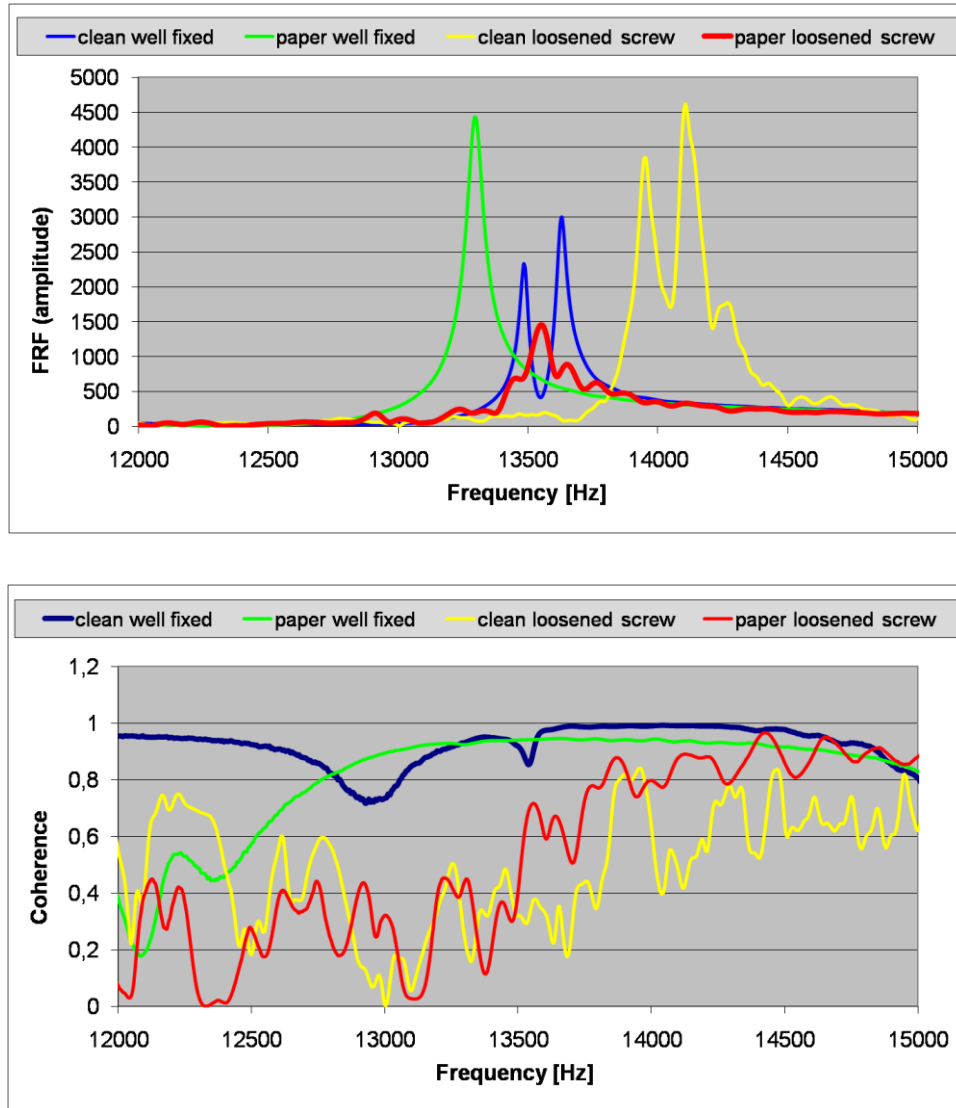 clean well fixed paper well fixed clean loosened screw paper loosened screw
5000
4500
4000
3500
3000
2500
2000
1500
1000
500
0
FRF (amplitude)
12000 12500 13000 13500 14000 14500 15000
Frequency [Hz]
clean well fixed paper well fixed clean loosened screw paper loosened screw
1,2
1
0,8
0,6
0,4
0,2
0
Coherence
12000 12500 13000 13500 14000 14500 15000
Frequency [Hz]